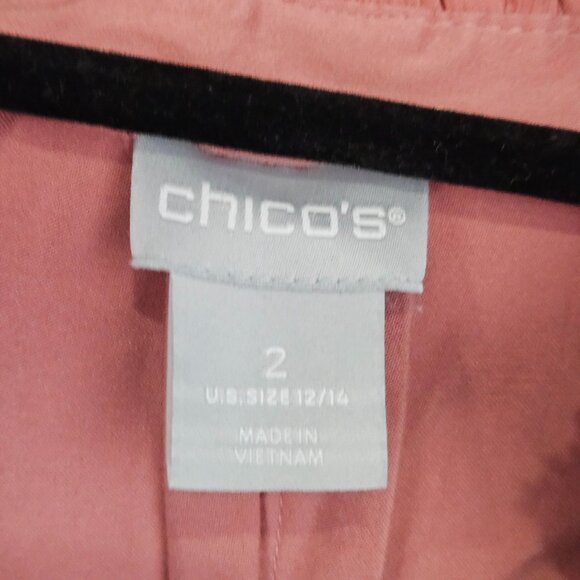 chico's®
2
U.S. SIZE 12/14
MADE IN
VIETNAM